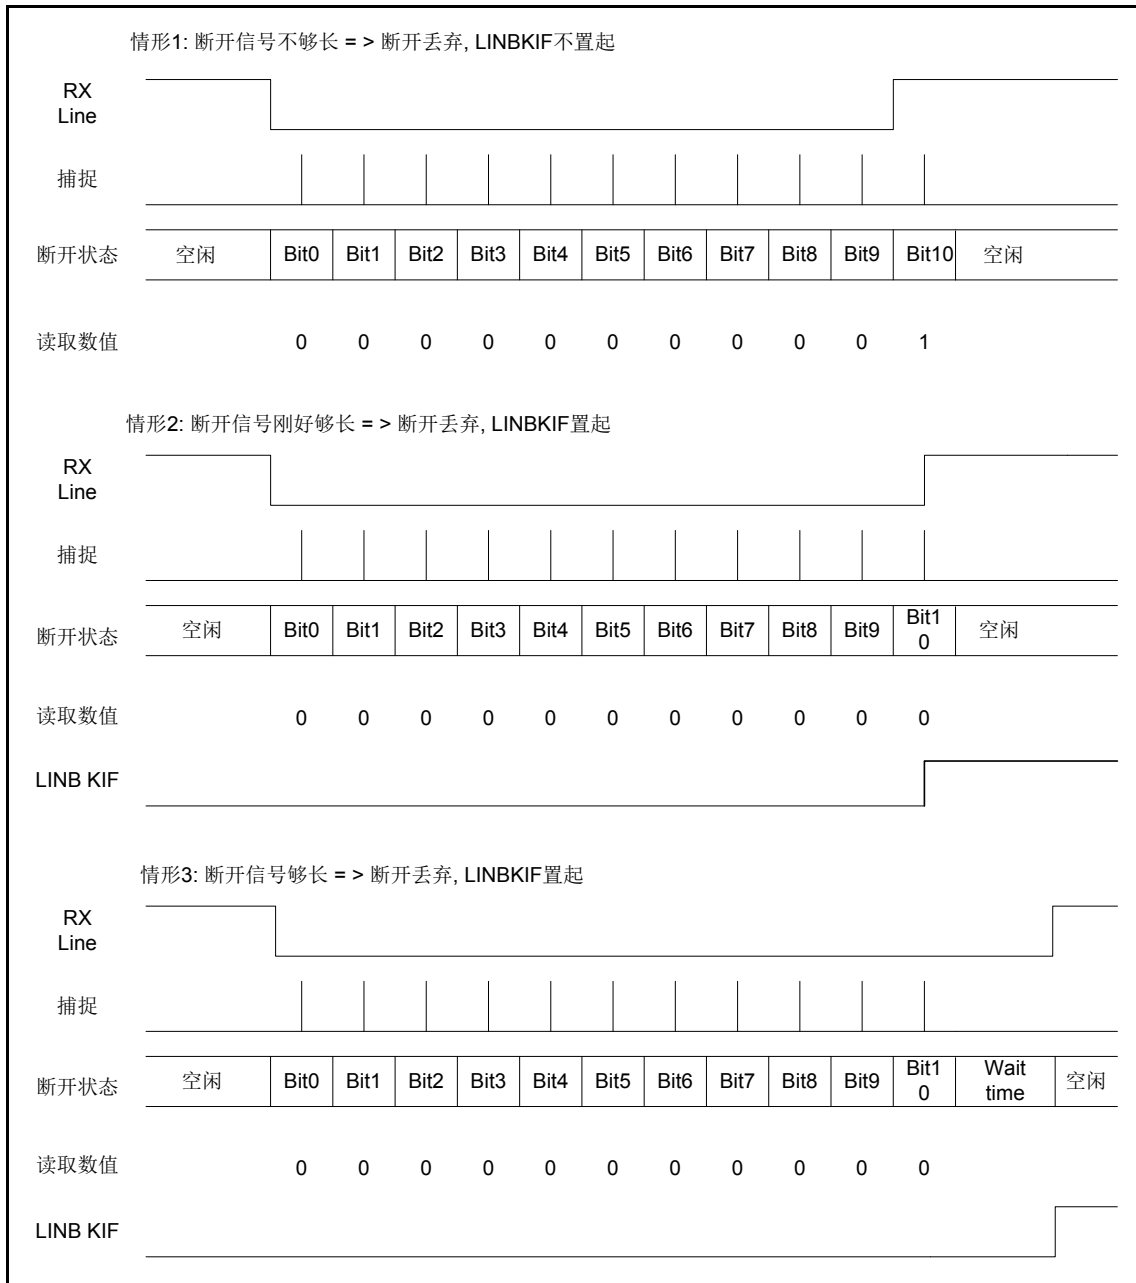 情形1: 断开信号不够长 = > 断开丢弃, LINBKIF不置起
RX
Line
捕捉
断开状态 空闲 Bit0 Bit1 Bit2 Bit3 Bit4 Bit5 Bit6 Bit7 Bit8 Bit9 Bit10 空闲
读取数值 0 0 0 0 0 0 0 0 0 0 1
情形2: 断开信号刚好够长 = > 断开丢弃, LINBKIF置起
RX
Line
捕捉
断开状态 空闲 Bit0 Bit1 Bit2 Bit3 Bit4 Bit5 Bit6 Bit7 Bit8 Bit9 Bit1
0 空闲
读取数值 0 0 0 0 0 0 0 0 0 0 0
LINB KIF
情形3: 断开信号够长 = > 断开丢弃, LINBKIF置起
RX
Line
捕捉
断开状态 空闲 Bit0 Bit1 Bit2 Bit3 Bit4 Bit5 Bit6 Bit7 Bit8 Bit9 Bit1
0 Wait
time 空闲
读取数值 0 0 0 0 0 0 0 0 0 0 0
LINB KIF